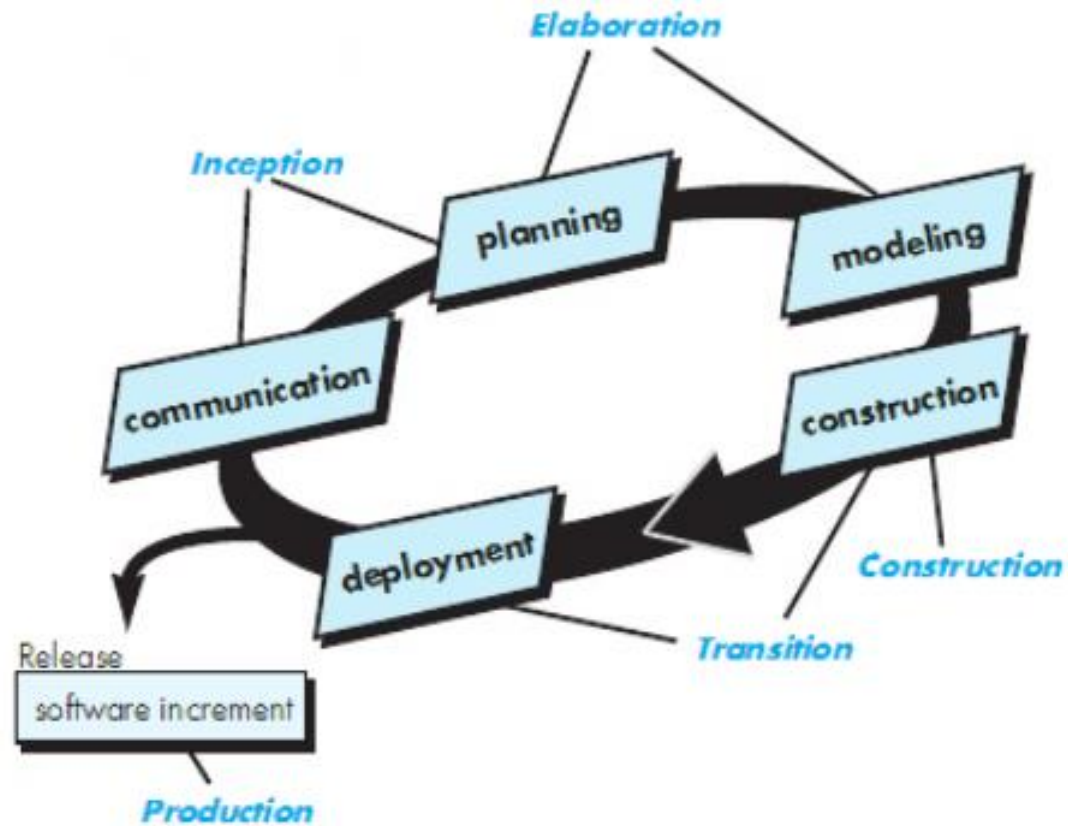 Elaboration
Inception
planning
modeling
communication
construction
deployment
Construction
Transition
Release
software increment
Production